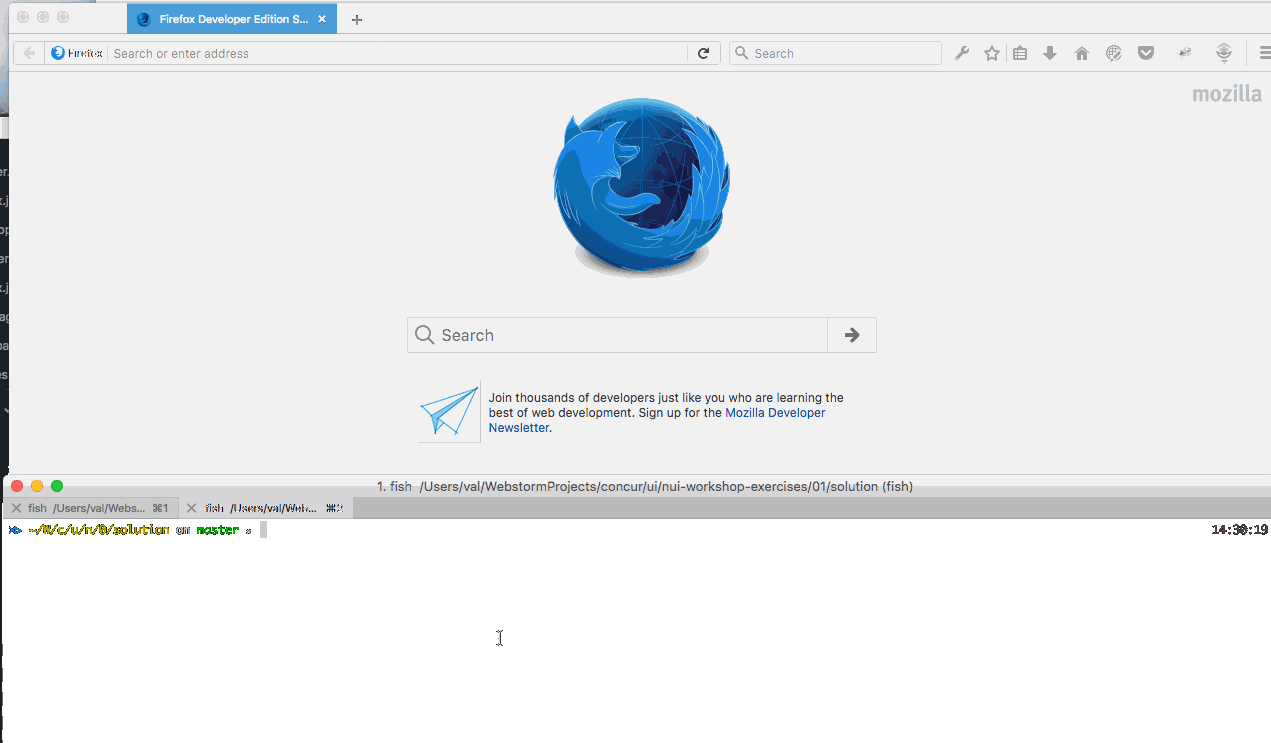 Firefox Developer Edition S...
Firefox
Search or enter address
Search
mozilla
Search
Join thousands of developers just like you who are learning the
best of web development. Sign up for the Mozilla Developer
Newsletter.
1. fish /Users/val/WebstormProjects/concur/ui/nui-workshop-exercises/01/solution (fish)
fish /Users/val/Webs... ⌘1
fish /Users/val/Web... ⌘2
~/W/c/u/n/0/solution on master 14:30:19